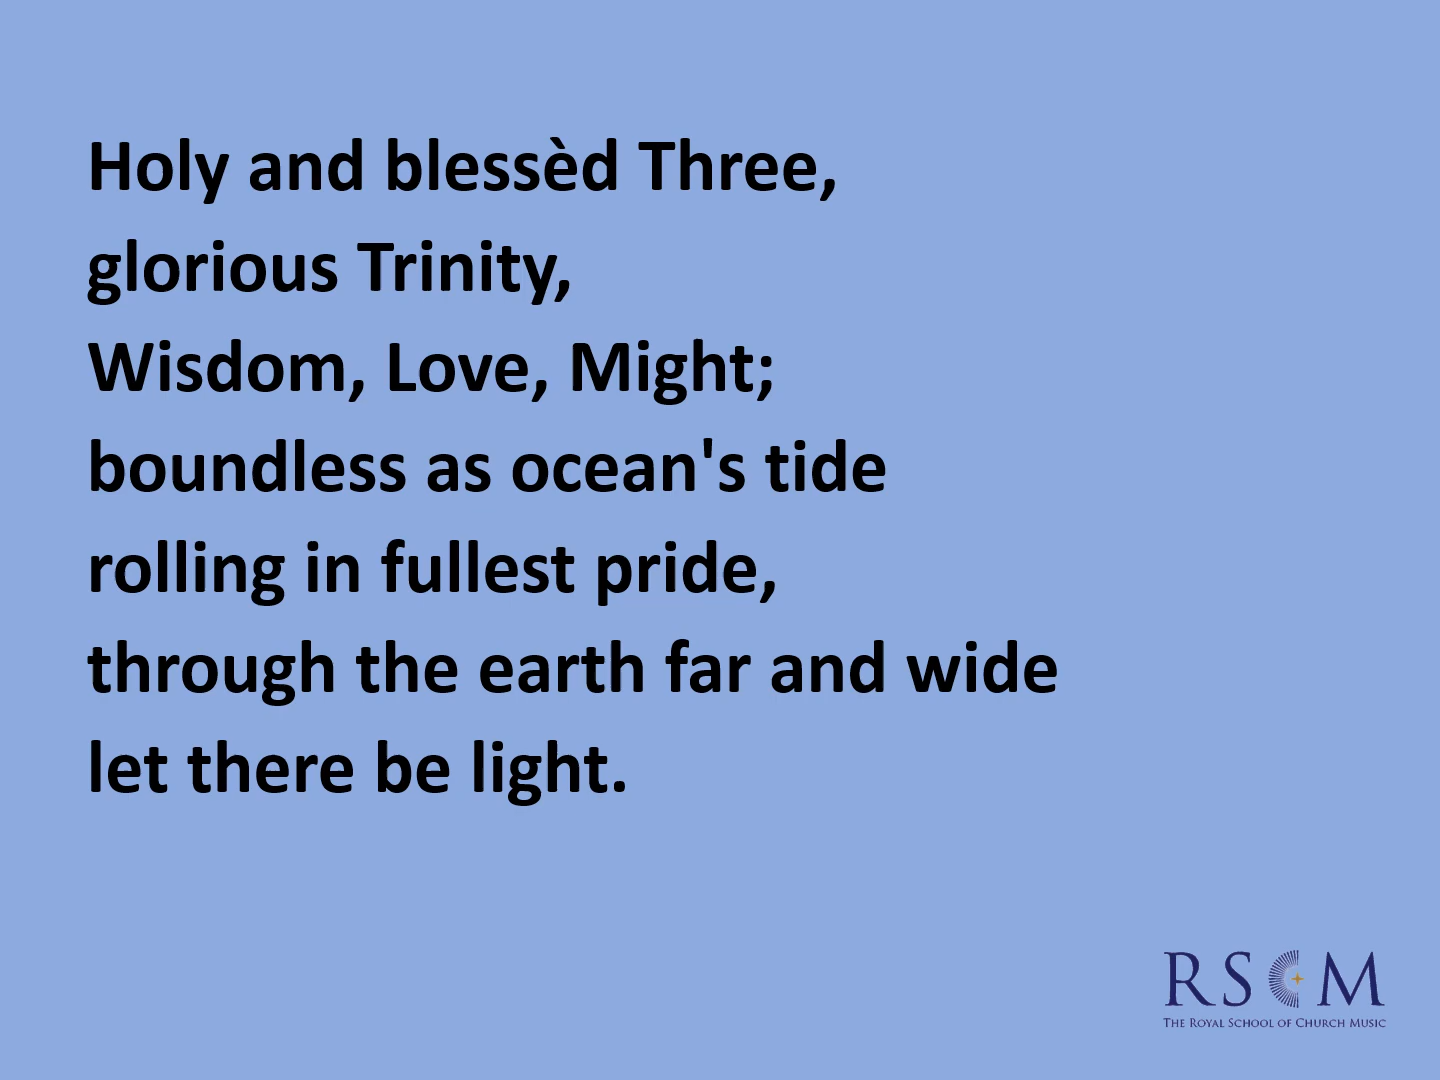 Holy and blessèd Three,
glorious Trinity,
Wisdom, Love, Might;
boundless as ocean's tide
rolling in fullest pride,
through the earth far and wide
let there be light.
RSCM
The Royal School of Church Music